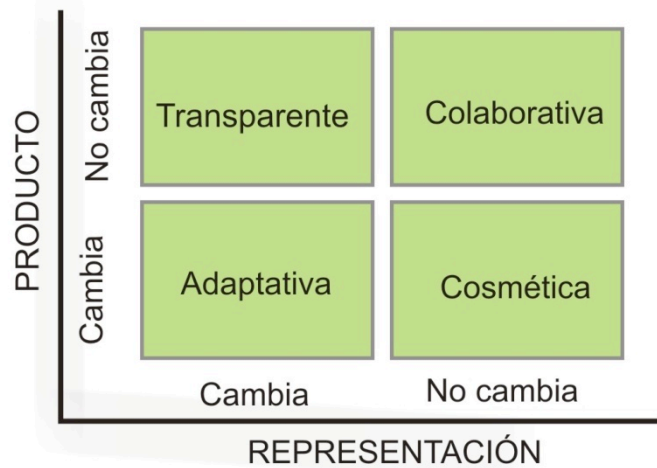 PRODUCTO
No cambia
Transparente
Colaborativa
Cambia
Adaptativa
Cosmética
Cambia
No cambia
REPRESENTACIÓN